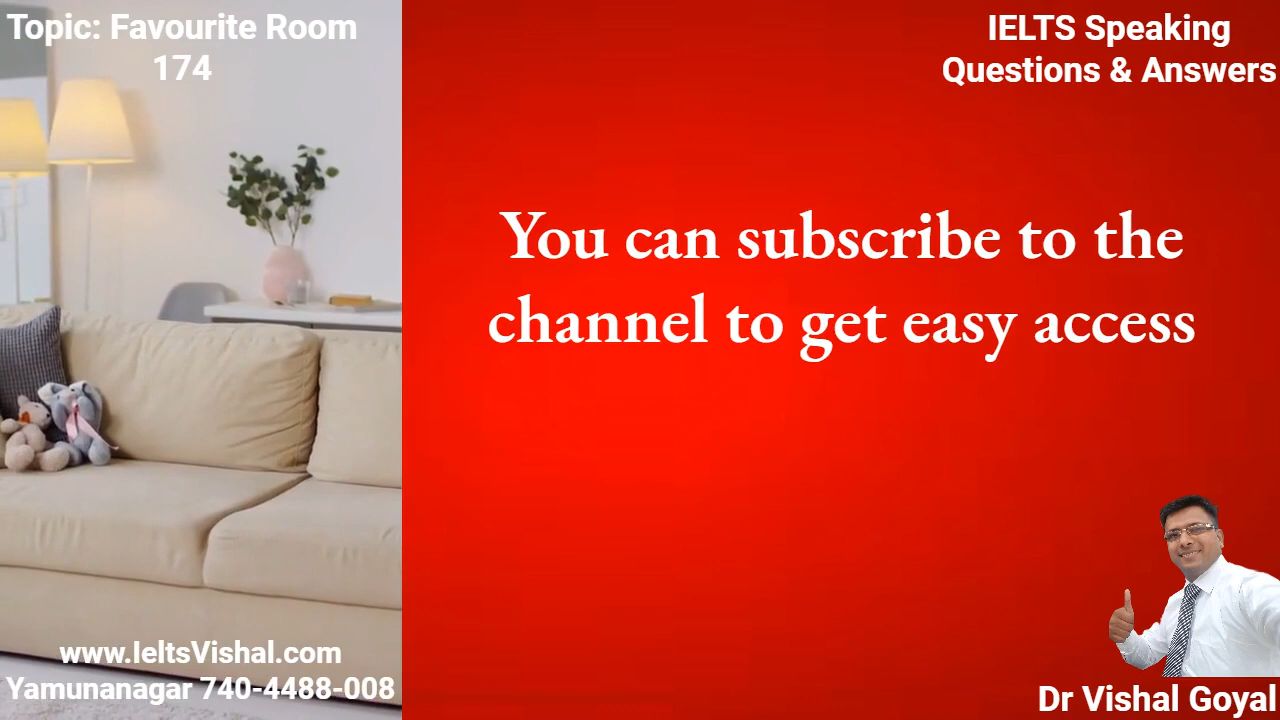 Topic: Favourite Room
174
IELTS Speaking
Questions & Answers
You can subscribe to the
channel to get easy access
www.IeltsVishal.com
Yamunanagar 740-4488-008
Dr Vishal Goyal